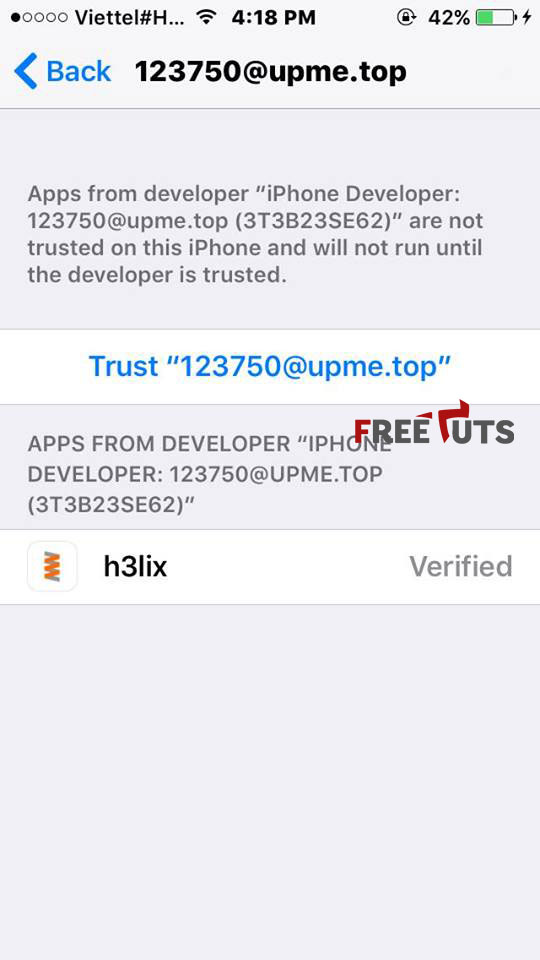 Viettel#H... 4:18 PM 42%
Back 123750@upme.top
Apps from developer “iPhone Developer:
123750@upme.top (3T3B23SE62)” are not
trusted on this iPhone and will not run until
the developer is trusted.
Trust “123750@upme.top”
FREETUTS
APPS FROM DEVELOPER “IPHONE
DEVELOPER: 123750@UPME.TOP
(3T3B23SE62)”
h3lix Verified